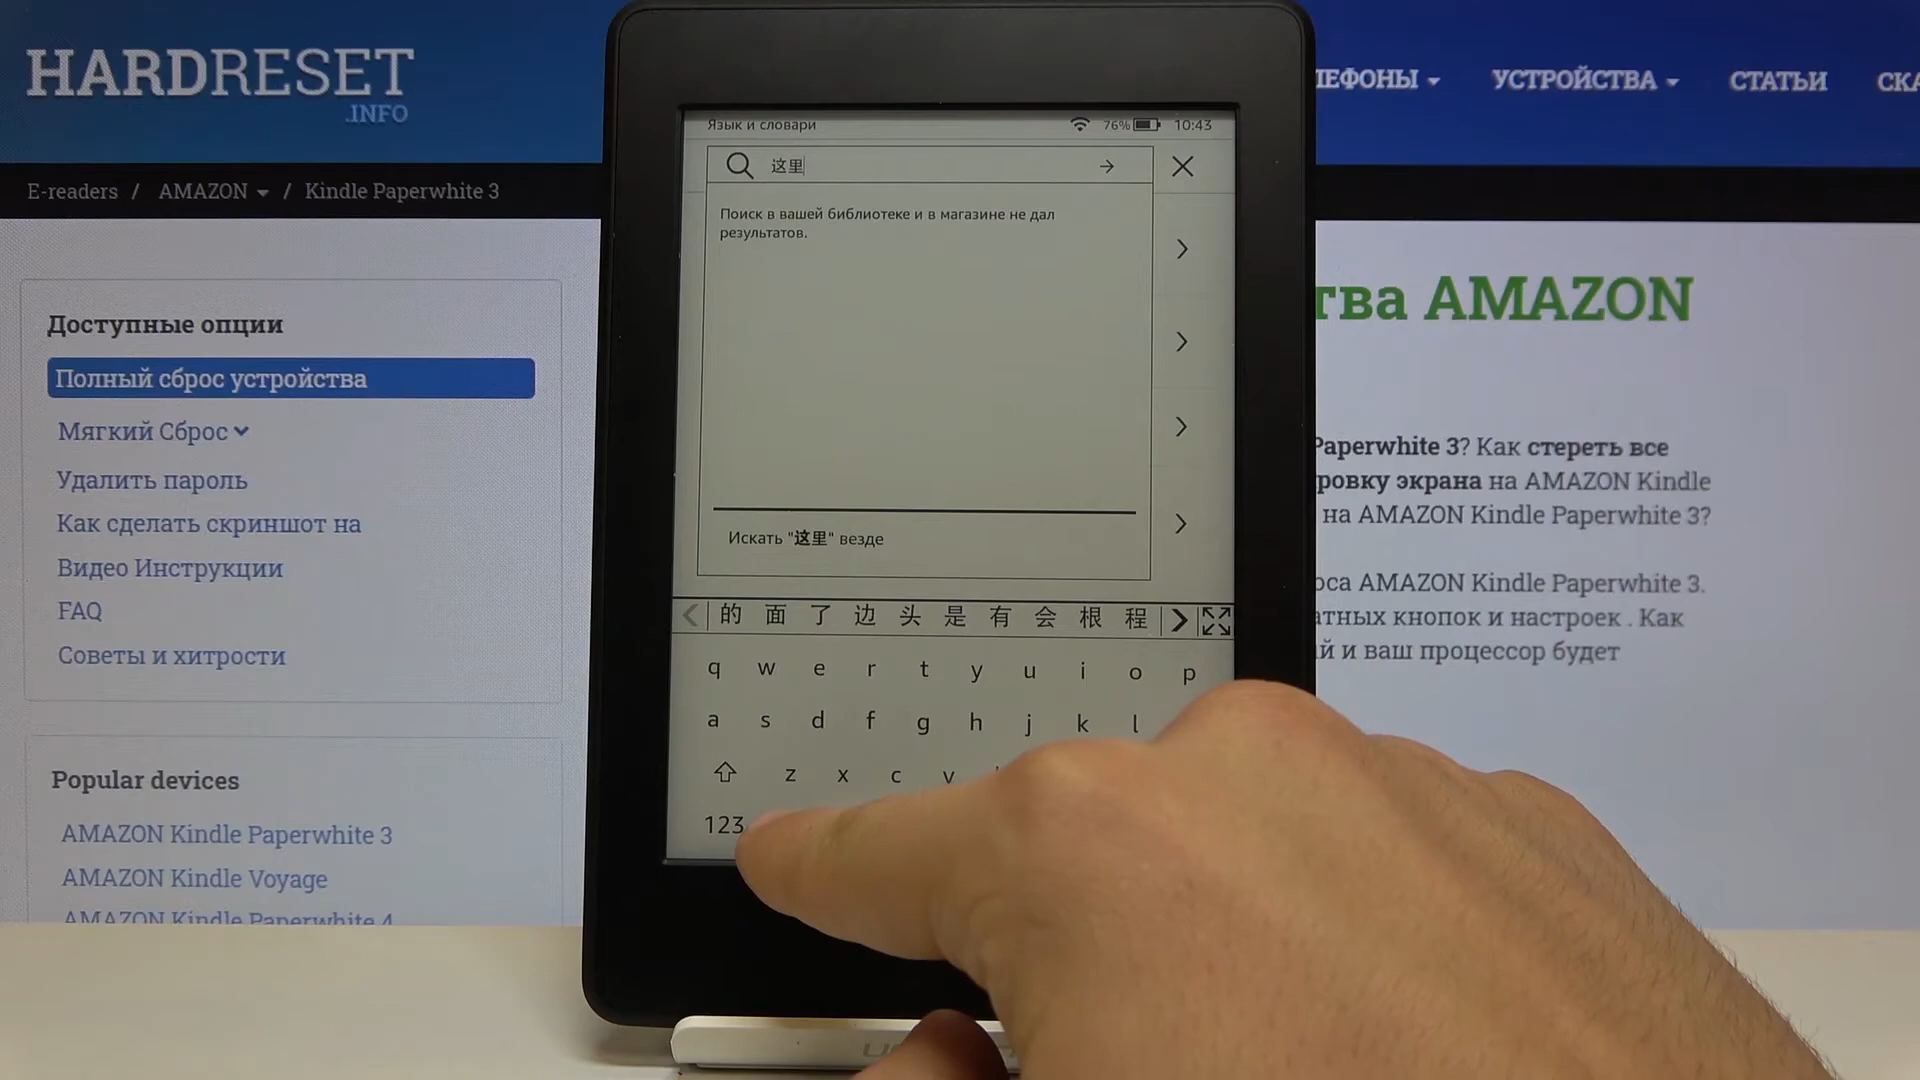 HARDRESET
.INFO
ЛЕФОНЫ
УСТРОЙСТВА
СТАТЬИ
E-readers / AMAZON / Kindle Paperwhite 3
Доступные опции
Полный сброс устройства
Мягкий Сброс
Удалить пароль
Как сделать скриншот на
Видео Инструкции
FAQ
Советы и хитрости
Popular devices
AMAZON Kindle Paperwhite 3
AMAZON Kindle Voyage
AMAZON Kindle Paperwhite 4
Язык и словари
76%
10:43
这里
Поиск в вашей библиотеке и в магазине не дал
результатов.
Искать "这里" везде
的 面 了 边 头 是 有 会 根 程
q w e r t y u i o p
a s d f g h j k l
z x c v
123
тва AMAZON
Paperwhite 3? Как стереть все
ровку экрана на AMAZON Kindle
на AMAZON Kindle Paperwhite 3?
оса AMAZON Kindle Paperwhite 3.
атных кнопок и настроек . Как
ай и ваш процессор будет